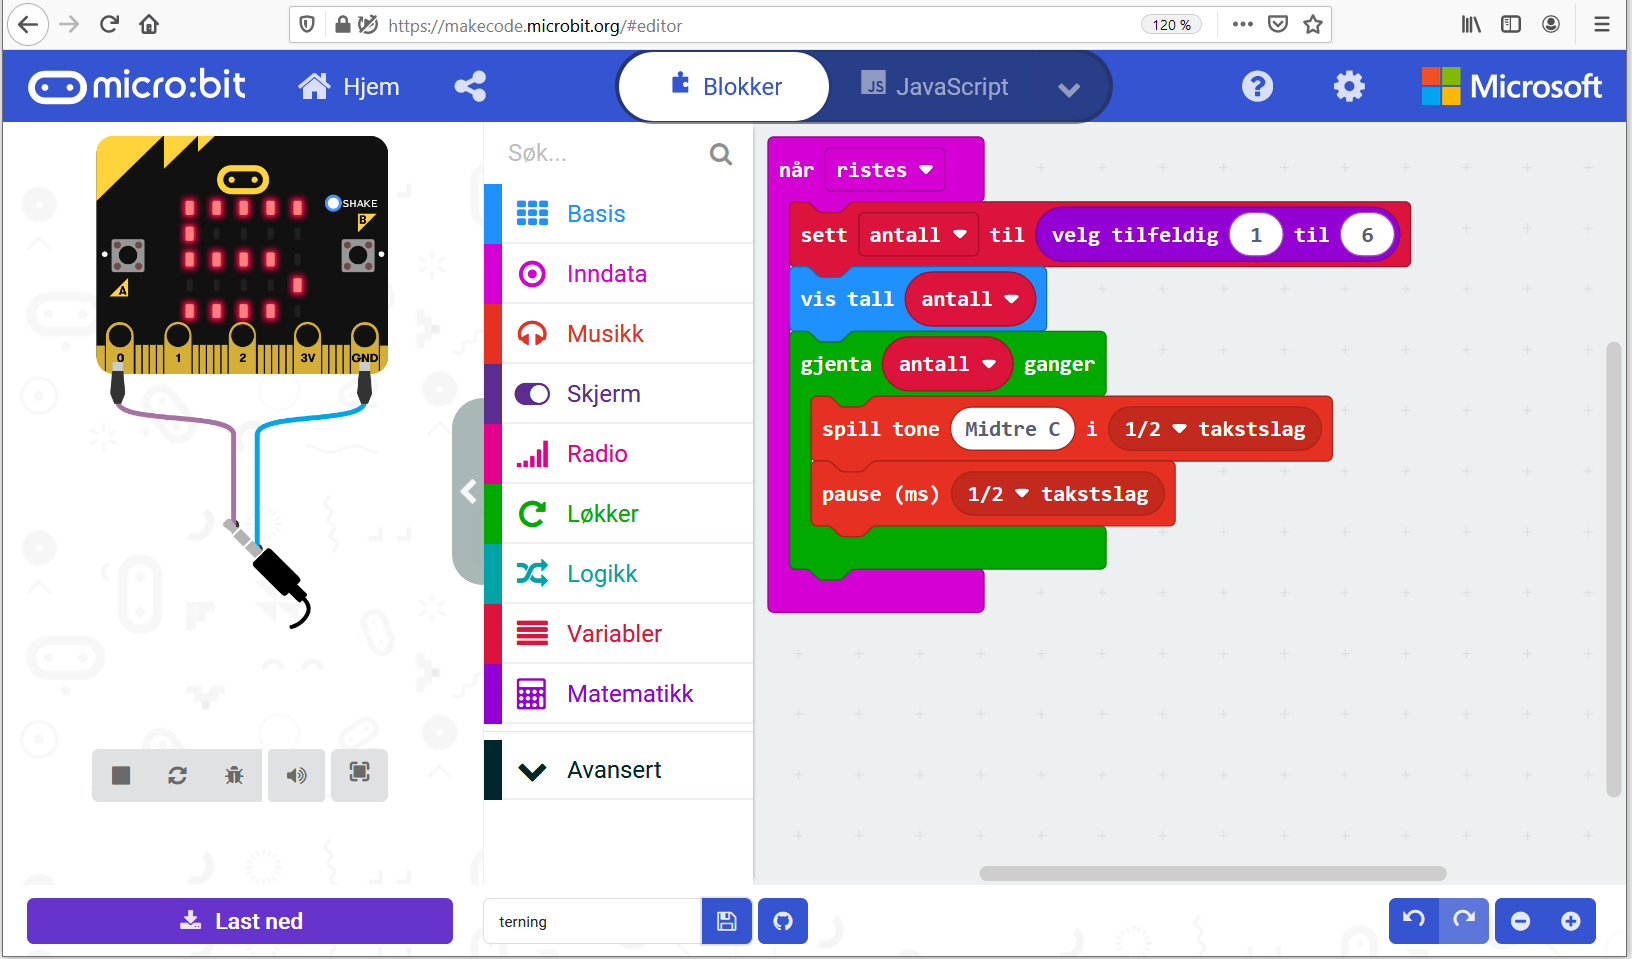 https://makecode.microbit.org/#editor
120 %
micro:bit
Hjem
Blokker
JS JavaScript
Microsoft
SHAKE
B
A
0 1 2 3V GND
Søk...
Basis
Inndata
Musikk
Skjerm
Radio
Løkker
Logikk
Variabler
Matematikk
Avansert
når ristes
sett antall til velg tilfeldig 1 til 6
vis tall antall
gjenta antall ganger
spill tone Midtre C i 1/2 takstslag
pause (ms) 1/2 takstslag
Last ned
terning